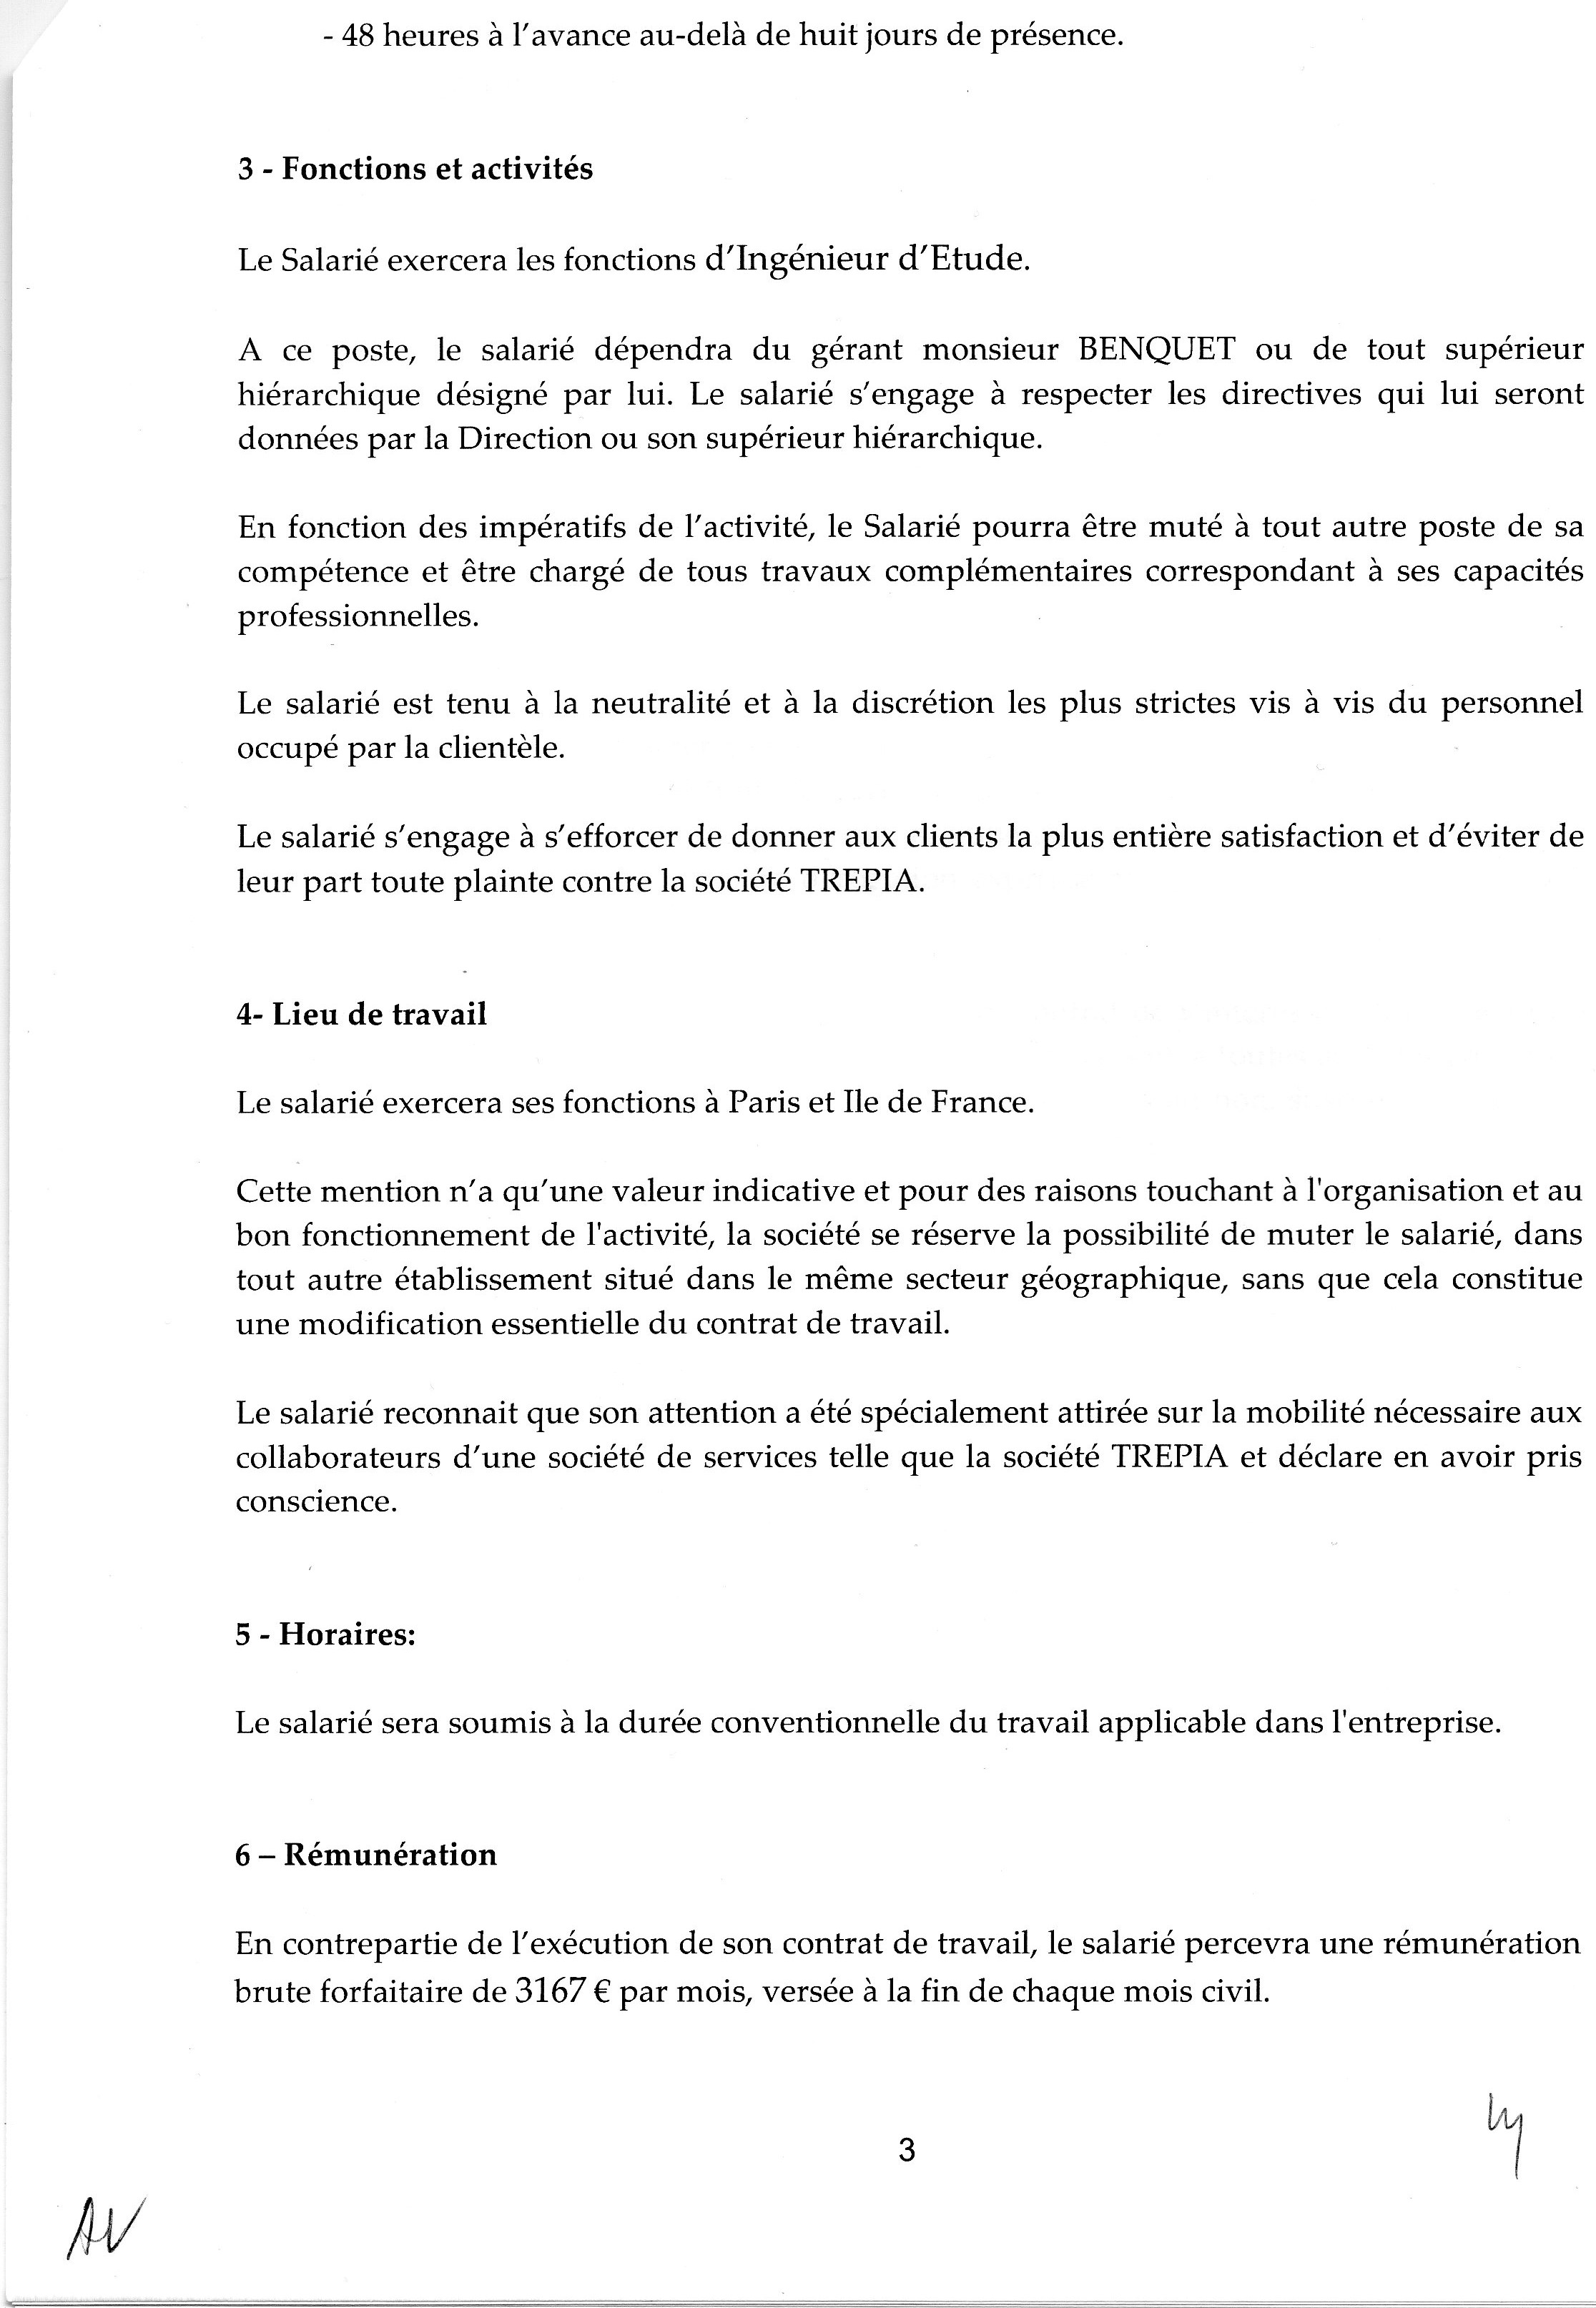 - 48 heures à l’avance au-delà de huit jours de présence.
3 - Fonctions et activités
Le Salarié exercera les fonctions d’Ingénieur d’Etude.
A ce poste, le salarié dépendra du gérant monsieur BENQUET ou de tout supérieur
hiérarchique désigné par lui. Le salarié s’engage à respecter les directives qui lui seront
données par la Direction ou son supérieur hiérarchique.
En fonction des impératifs de l’activité, le Salarié pourra être muté à tout autre poste de sa
compétence et être chargé de tous travaux complémentaires correspondant à ses capacités
professionnelles.
Le salarié est tenu à la neutralité et à la discrétion les plus strictes vis à vis du personnel
occupé par la clientèle.
Le salarié s’engage à s’efforcer de donner aux clients la plus entière satisfaction et d’éviter de
leur part toute plainte contre la société TREPIA.
4- Lieu de travail
Le salarié exercera ses fonctions à Paris et Ile de France.
Cette mention n’a qu’une valeur indicative et pour des raisons touchant à l'organisation et au
bon fonctionnement de l'activité, la société se réserve la possibilité de muter le salarié, dans
tout autre établissement situé dans le même secteur géographique, sans que cela constitue
une modification essentielle du contrat de travail.
Le salarié reconnait que son attention a été spécialement attirée sur la mobilité nécessaire aux
collaborateurs d’une société de services telle que la société TREPIA et déclare en avoir pris
conscience.
5 - Horaires:
Le salarié sera soumis à la durée conventionnelle du travail applicable dans l'entreprise.
6 – Rémunération
En contrepartie de l’exécution de son contrat de travail, le salarié percevra une rémunération
brute forfaitaire de 3167 € par mois, versée à la fin de chaque mois civil.
3
AV